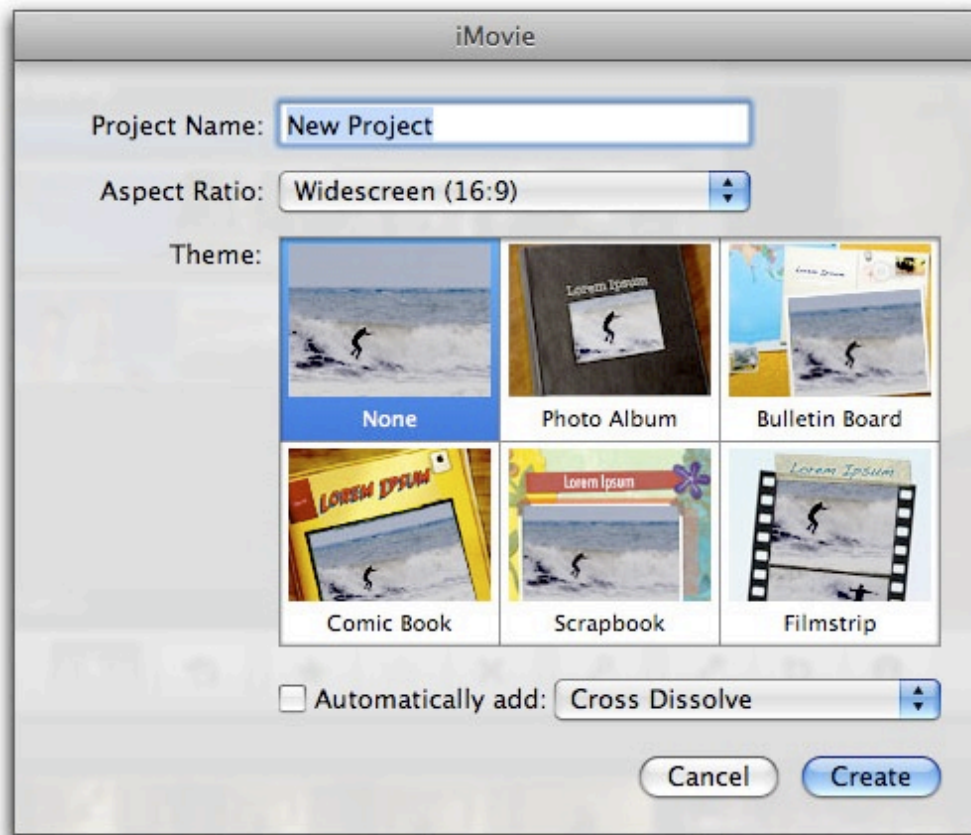 iMovie
Project Name: New Project
Aspect Ratio: Widescreen (16:9)
Theme:
Lorem Ipsum
Lorem Ipsum
None
Photo Album
Bulletin Board
LOREM IPSUM
Lorem Ipsum
Lorem Ipsum
Comic Book
Scrapbook
Filmstrip
Automatically add: Cross Dissolve
Cancel
Create